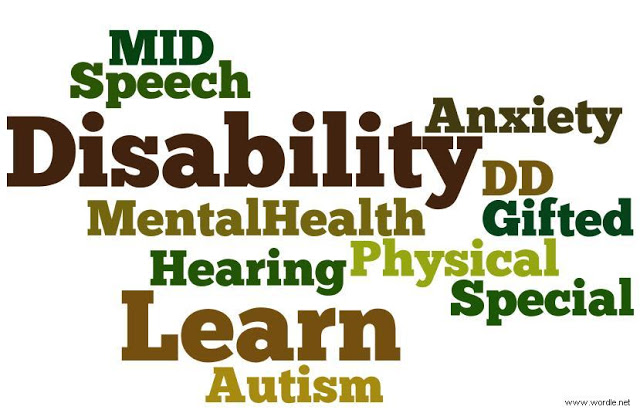 MID
Speech
Anxiety
Disability
DD
MentalHealth
Gifted
Physical
Hearing
Special
Learn
Autism
www.wordle.net